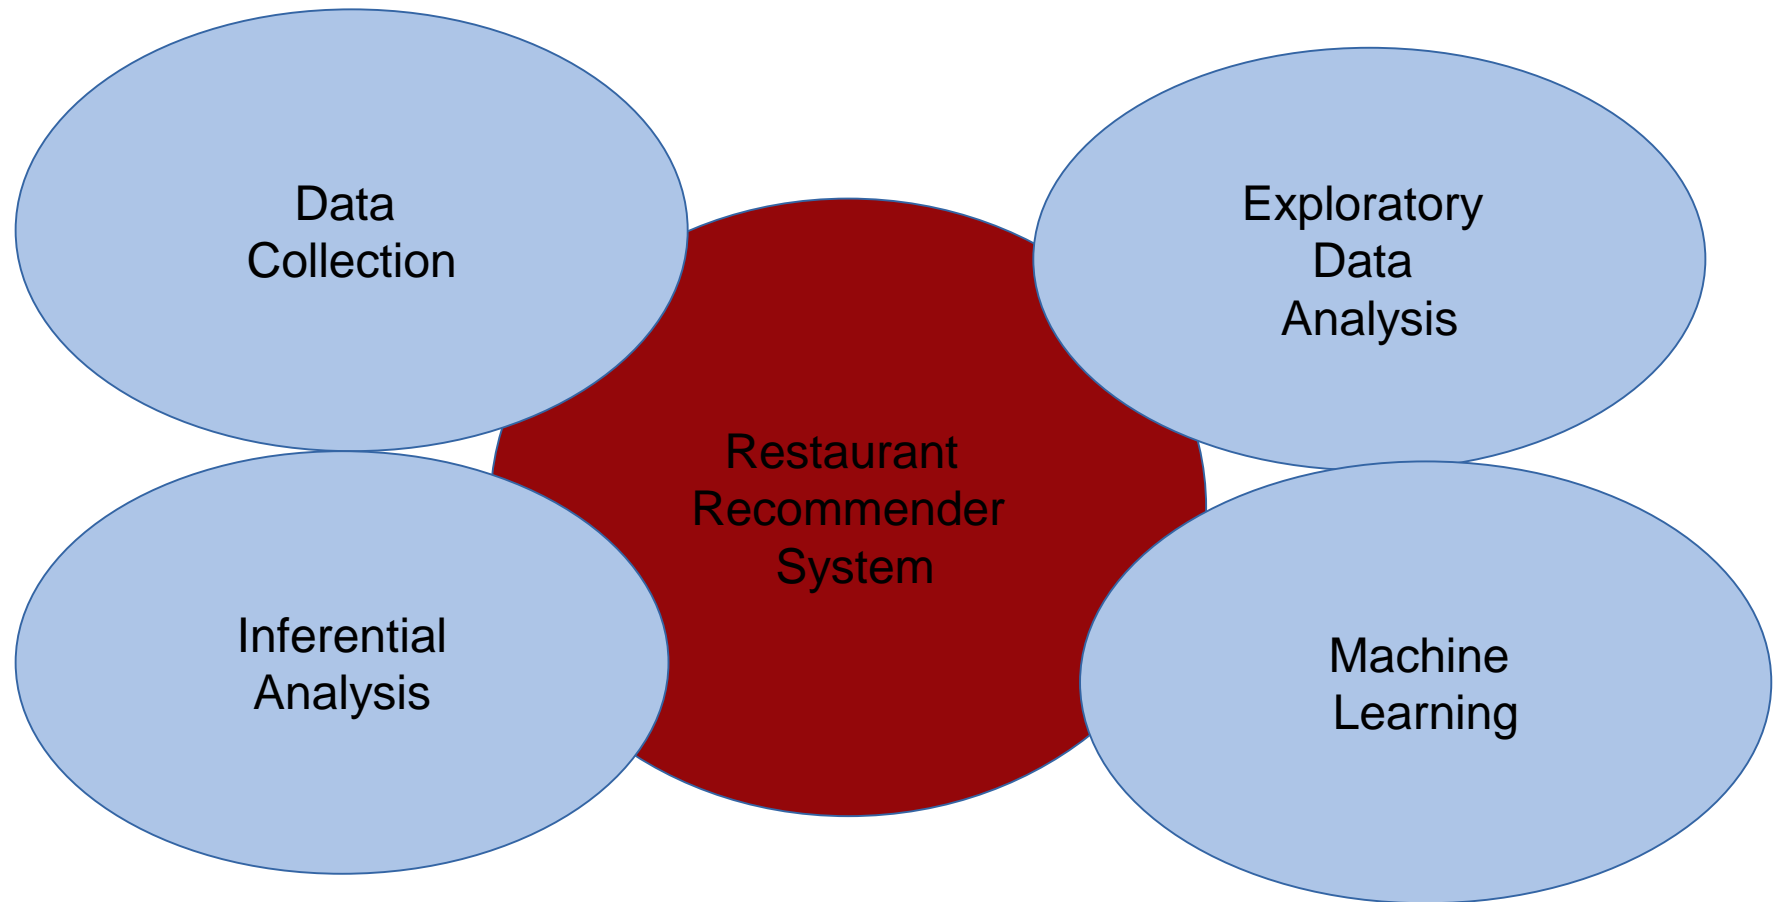 Data
Collection
Exploratory
Data
Analysis
Restaurant
Recommender
System
Inferential
Analysis
Machine
Learning